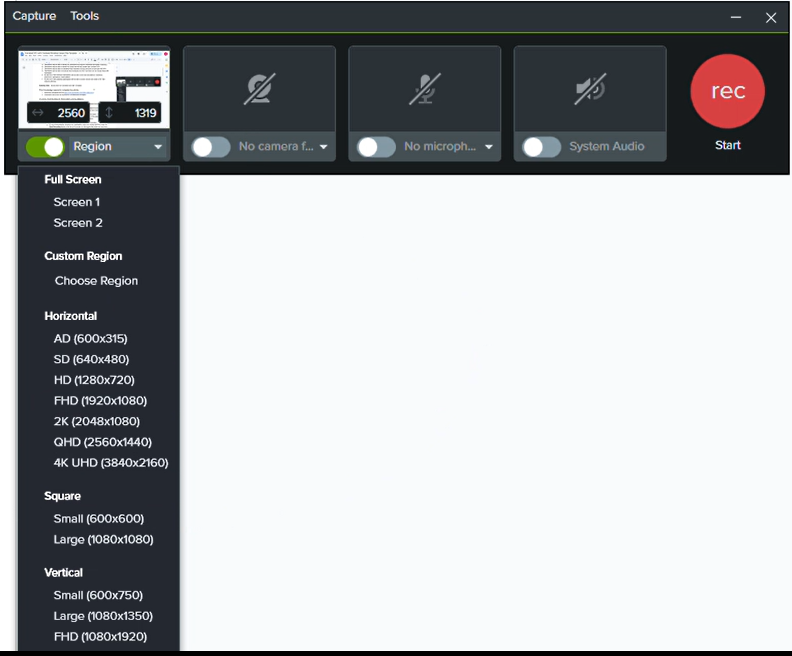 Capture Tools
2560 1319
rec
Region No camera f... No microph... System Audio Start
Full Screen
Screen 1
Screen 2
Custom Region
Choose Region
Horizontal
AD (600x315)
SD (640x480)
HD (1280x720)
FHD (1920x1080)
2K (2048x1080)
QHD (2560x1440)
4K UHD (3840x2160)
Square
Small (600x600)
Large (1080x1080)
Vertical
Small (600x750)
Large (1080x1350)
FHD (1080x1920)